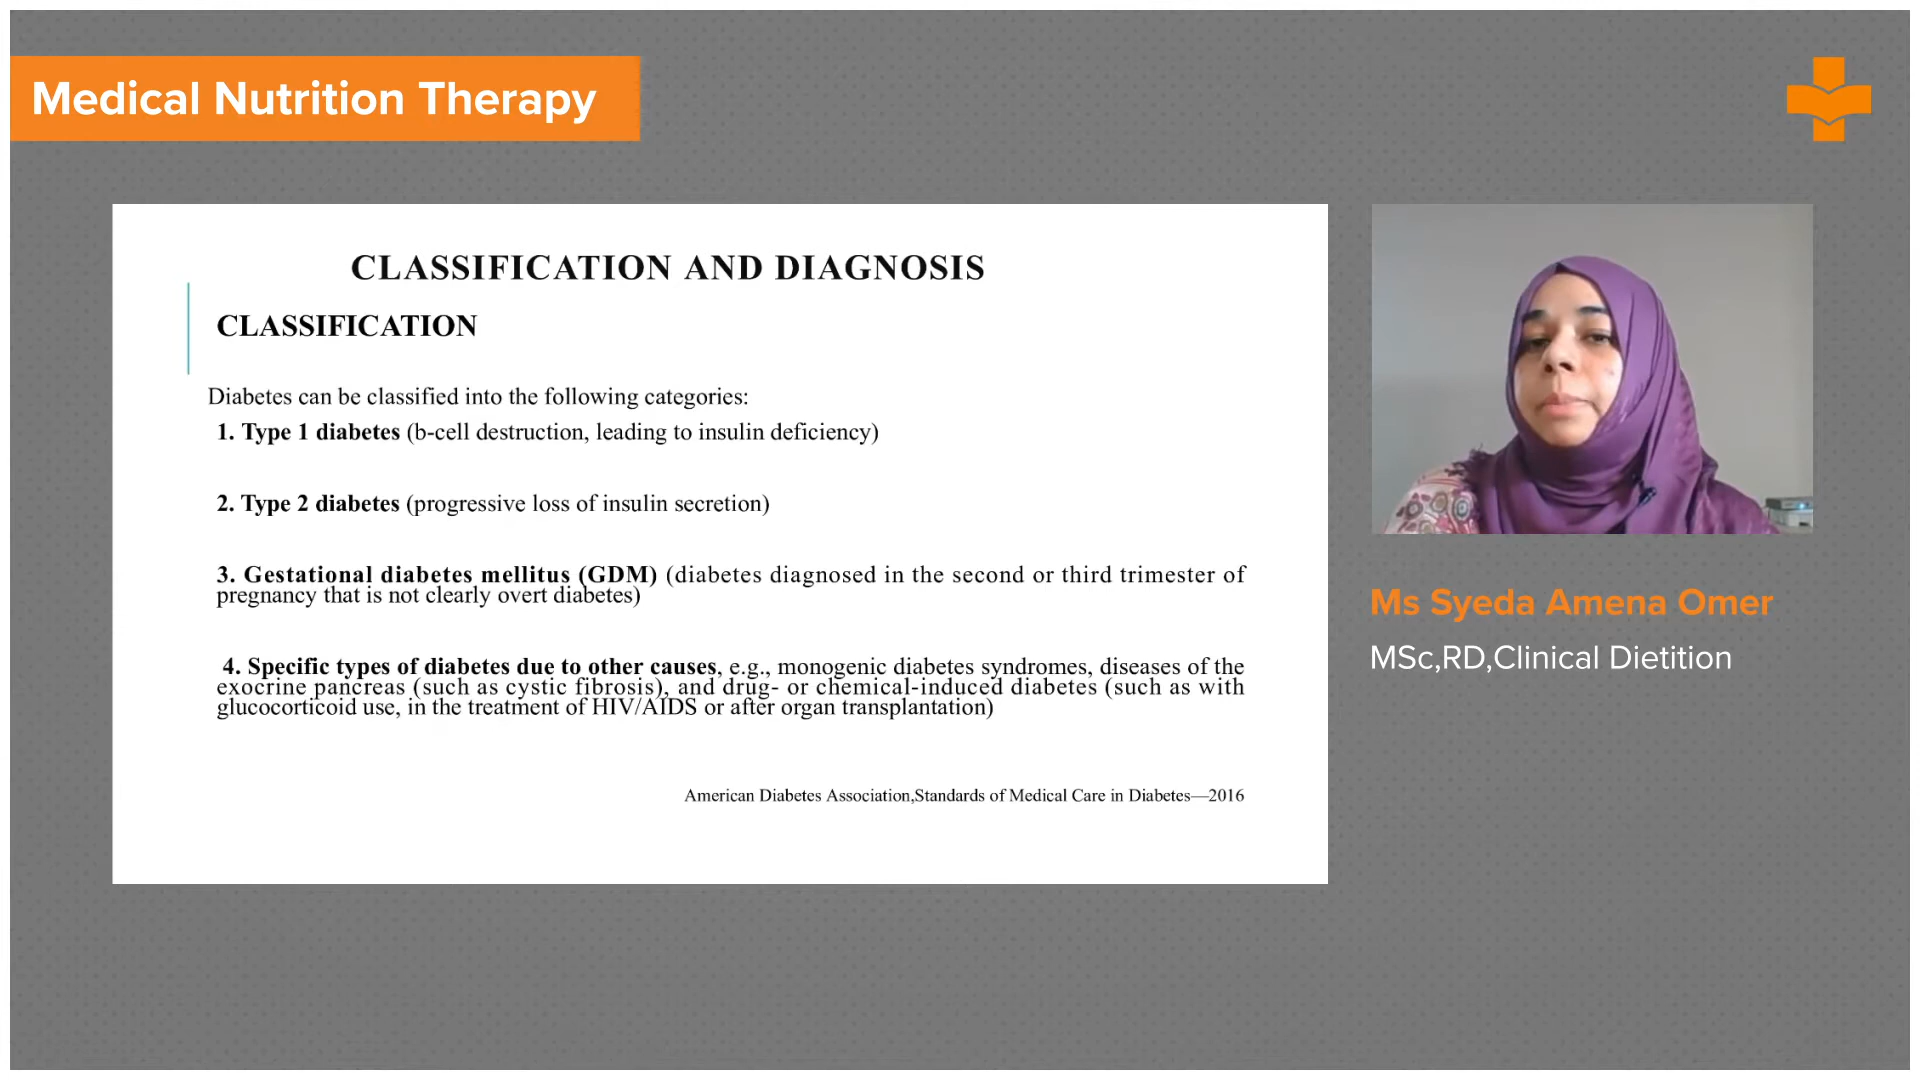 Medical Nutrition Therapy
CLASSIFICATION AND DIAGNOSIS
CLASSIFICATION
Diabetes can be classified into the following categories:
1. Type 1 diabetes (b-cell destruction, leading to insulin deficiency)
2. Type 2 diabetes (progressive loss of insulin secretion)
3. Gestational diabetes mellitus (GDM) (diabetes diagnosed in the second or third trimester of
pregnancy that is not clearly overt diabetes)
4. Specific types of diabetes due to other causes, e.g., monogenic diabetes syndromes, diseases of the
exocrine pancreas (such as cystic fibrosis), and drug- or chemical-induced diabetes (such as with
glucocorticoid use, in the treatment of HIV/AIDS or after organ transplantation)
American Diabetes Association,Standards of Medical Care in Diabetes—2016
Ms Syeda Amena Omer
MSc,RD,Clinical Dietition